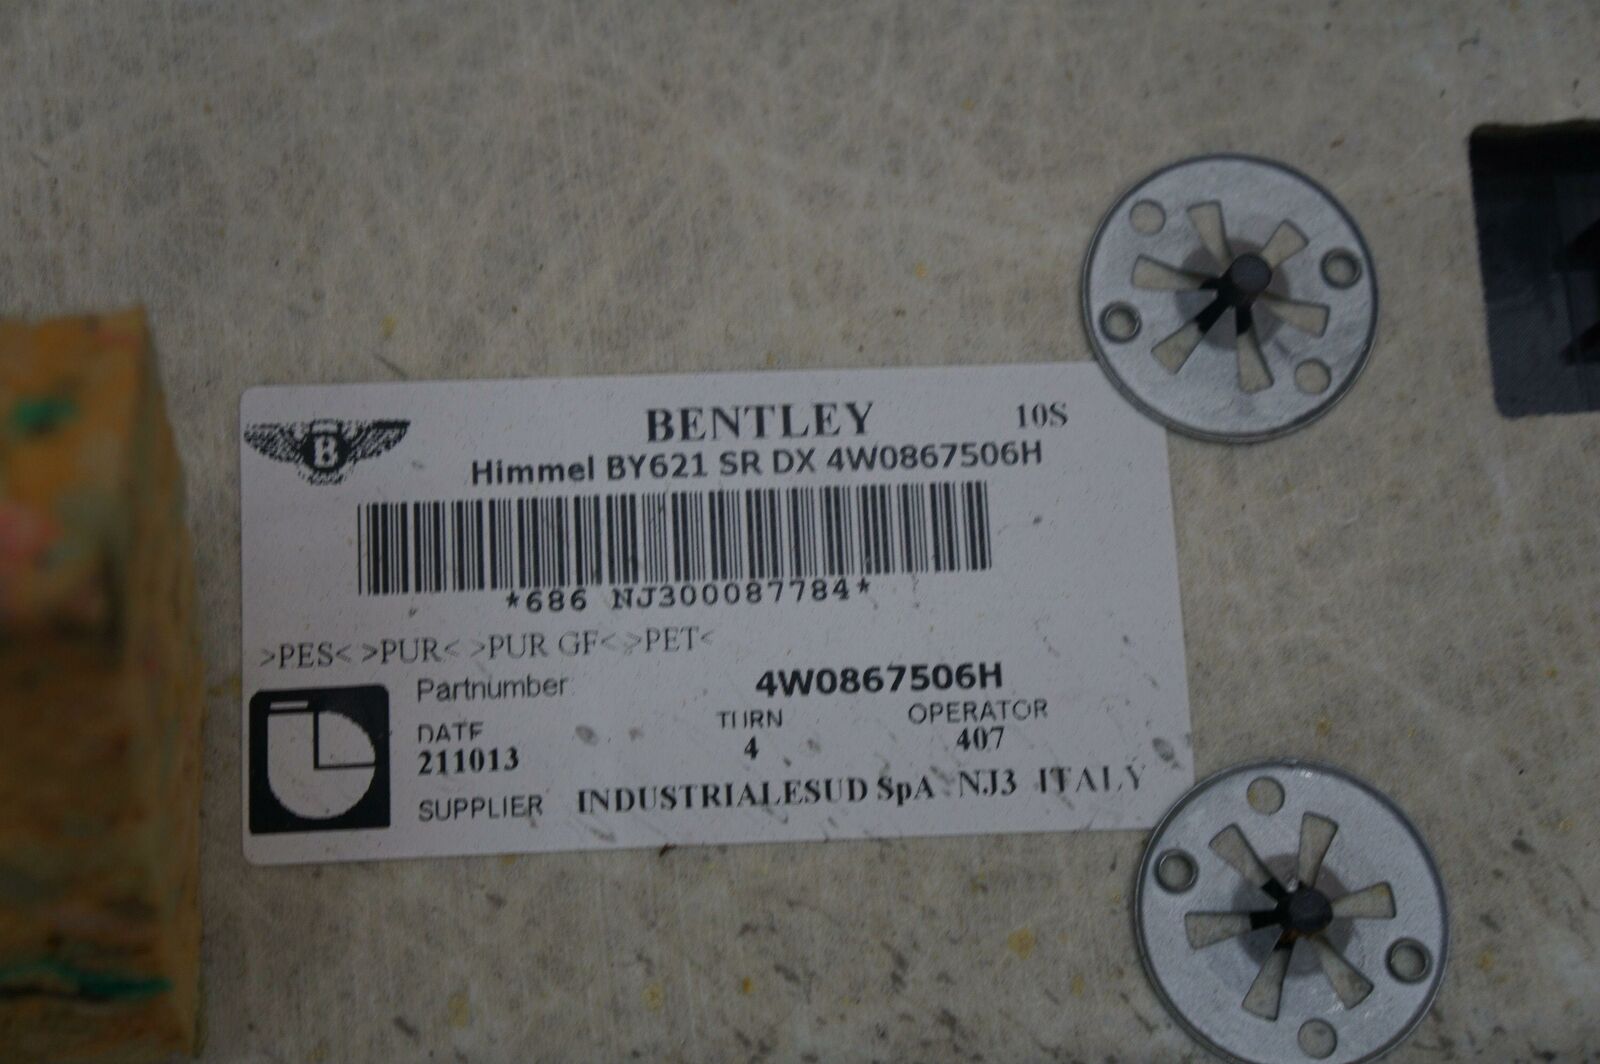 BENTLEY 10S
B
Himmel BY621 SR DX 4W0867506H
*686 NJ300087784*
>PES< >PUR< >PUR GF< >PET<
Partnumber 4W0867506H
DATE TURN OPERATOR
211013 4 407
SUPPLIER INDUSTRIALESUD SpA NJ3 ITALY